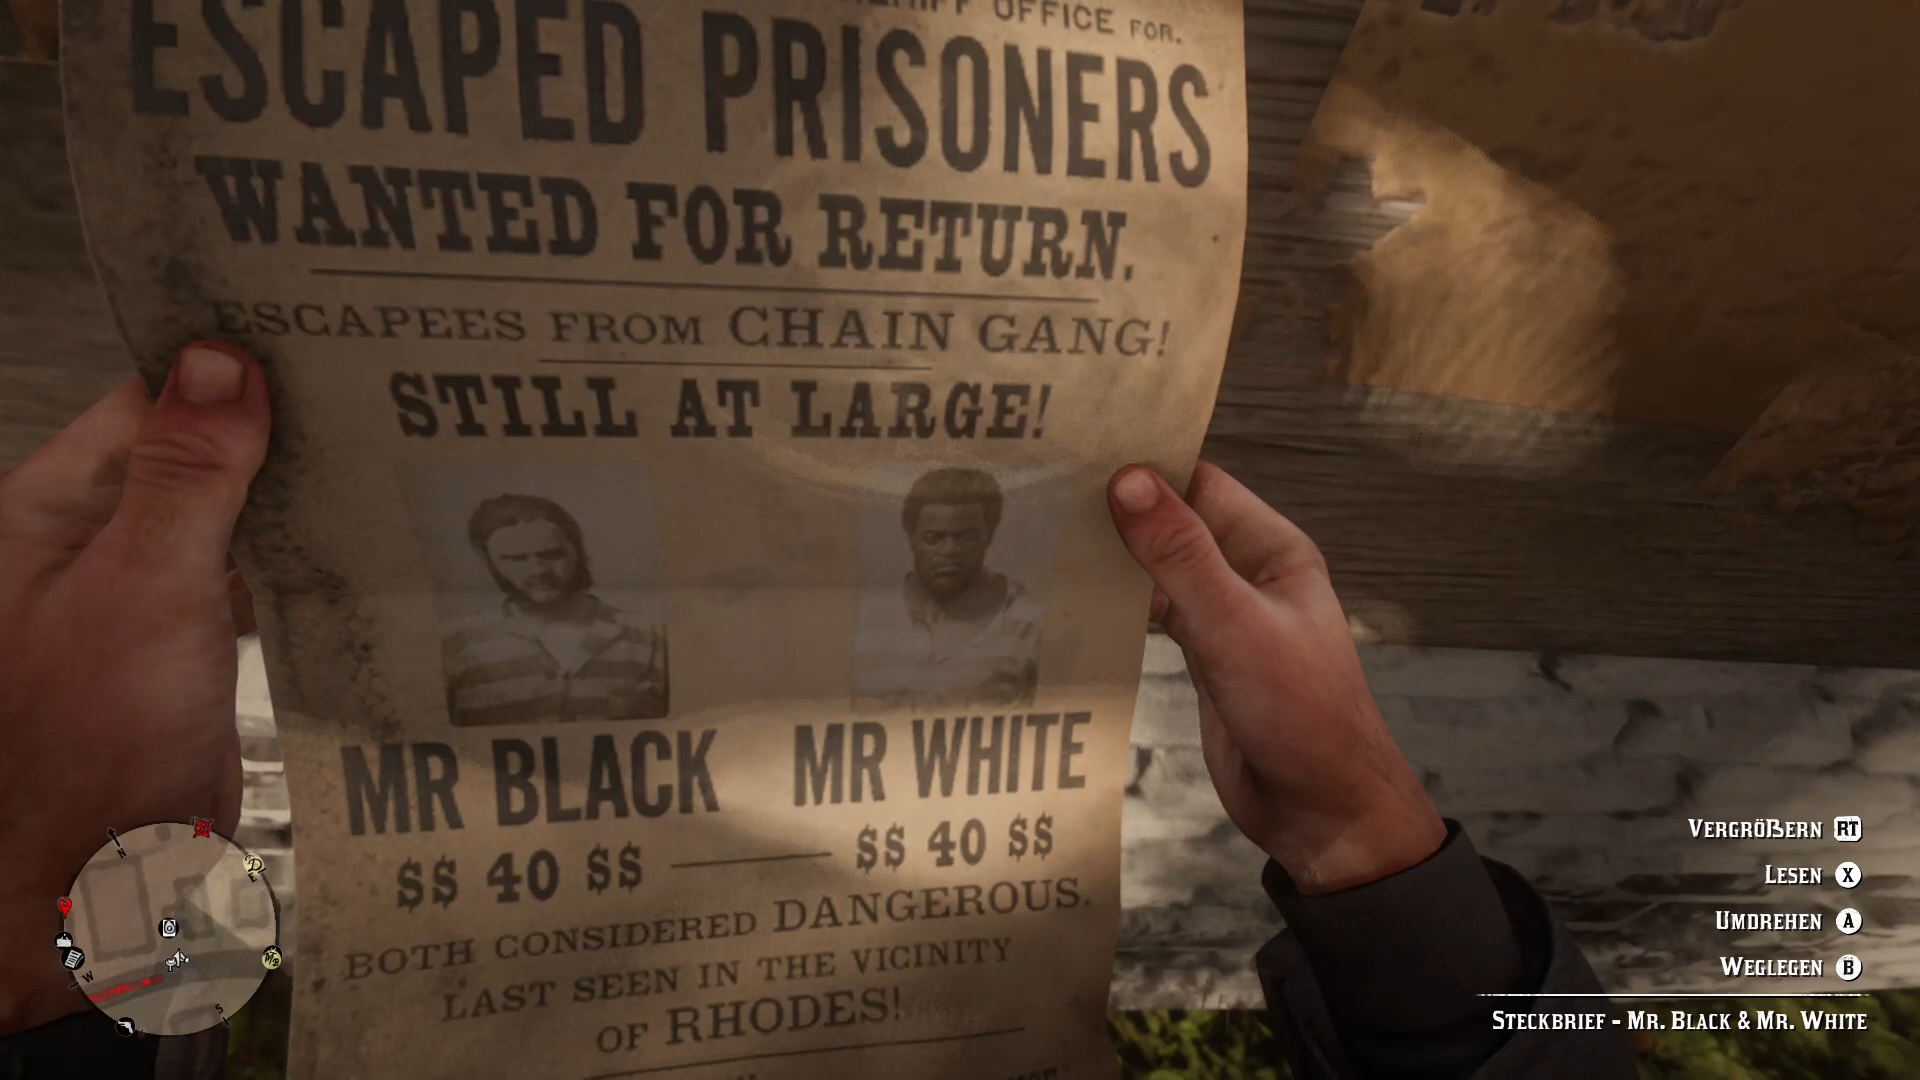 OFFICE FOR.
ESCAPED PRISONERS
WANTED FOR RETURN.
ESCAPEES FROM CHAIN GANG!
STILL AT LARGE!
MR BLACK MR WHITE
$$ 40 $$ $$ 40 $$
BOTH CONSIDERED DANGEROUS.
LAST SEEN IN THE VICINITY
OF RHODES!
N
E
S
W
D
MB
VERGRÖẞERN RT
LESEN X
UMDREHEN A
WEGLEGEN B
STECKBRIEF - MR. BLACK & MR. WHITE